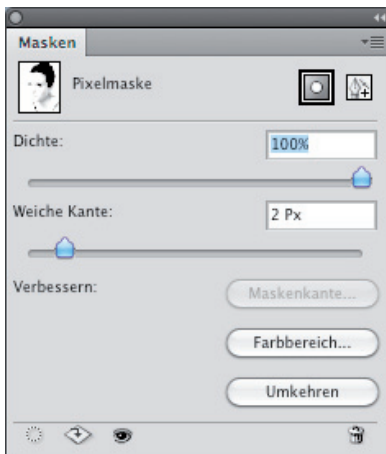 Masken
Pixelmaske
Dichte: 100%
Weiche Kante: 2 Px
Verbessern: Maskenkante...
Farbbereich...
Umkehren